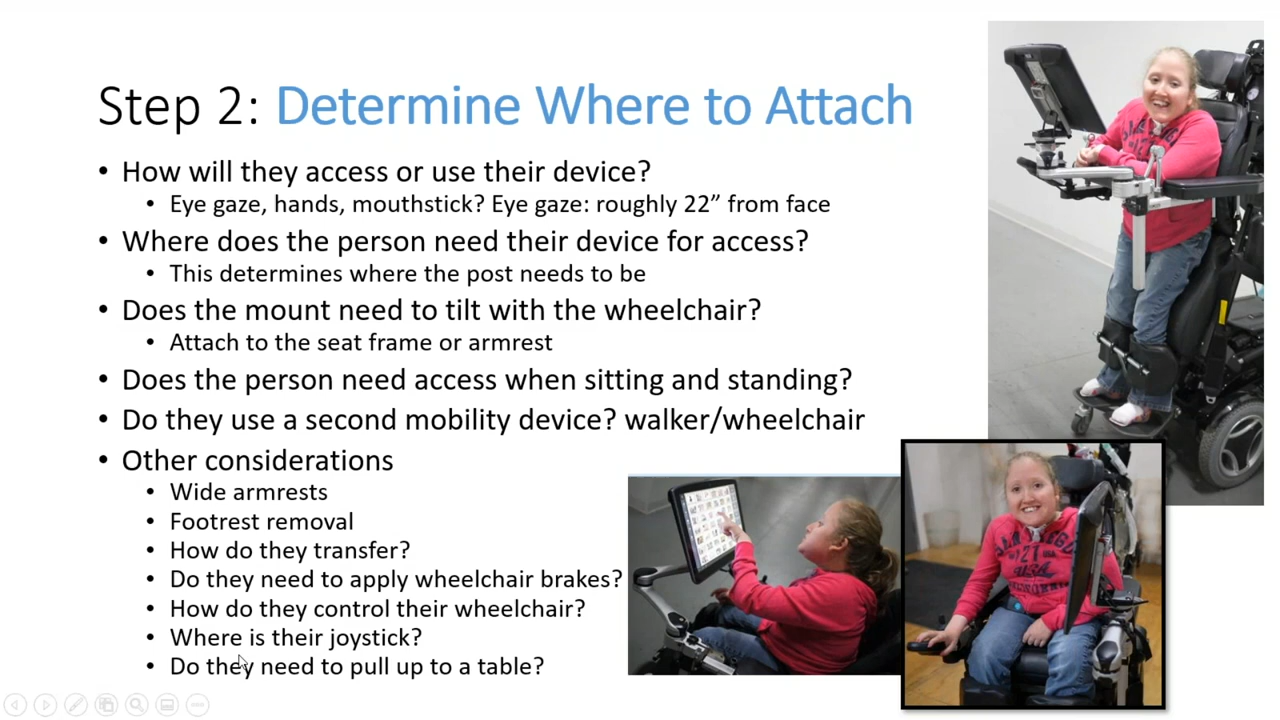 Step 2: Determine Where to Attach
• How will they access or use their device?
• Eye gaze, hands, mouthstick? Eye gaze: roughly 22” from face
• Where does the person need their device for access?
• This determines where the post needs to be
• Does the mount need to tilt with the wheelchair?
• Attach to the seat frame or armrest
• Does the person need access when sitting and standing?
• Do they use a second mobility device? walker/wheelchair
• Other considerations
• Wide armrests
• Footrest removal
• How do they transfer?
• Do they need to apply wheelchair brakes?
• How do they control their wheelchair?
• Where is their joystick?
• Do they need to pull up to a table?
SAN DIEGO
USA